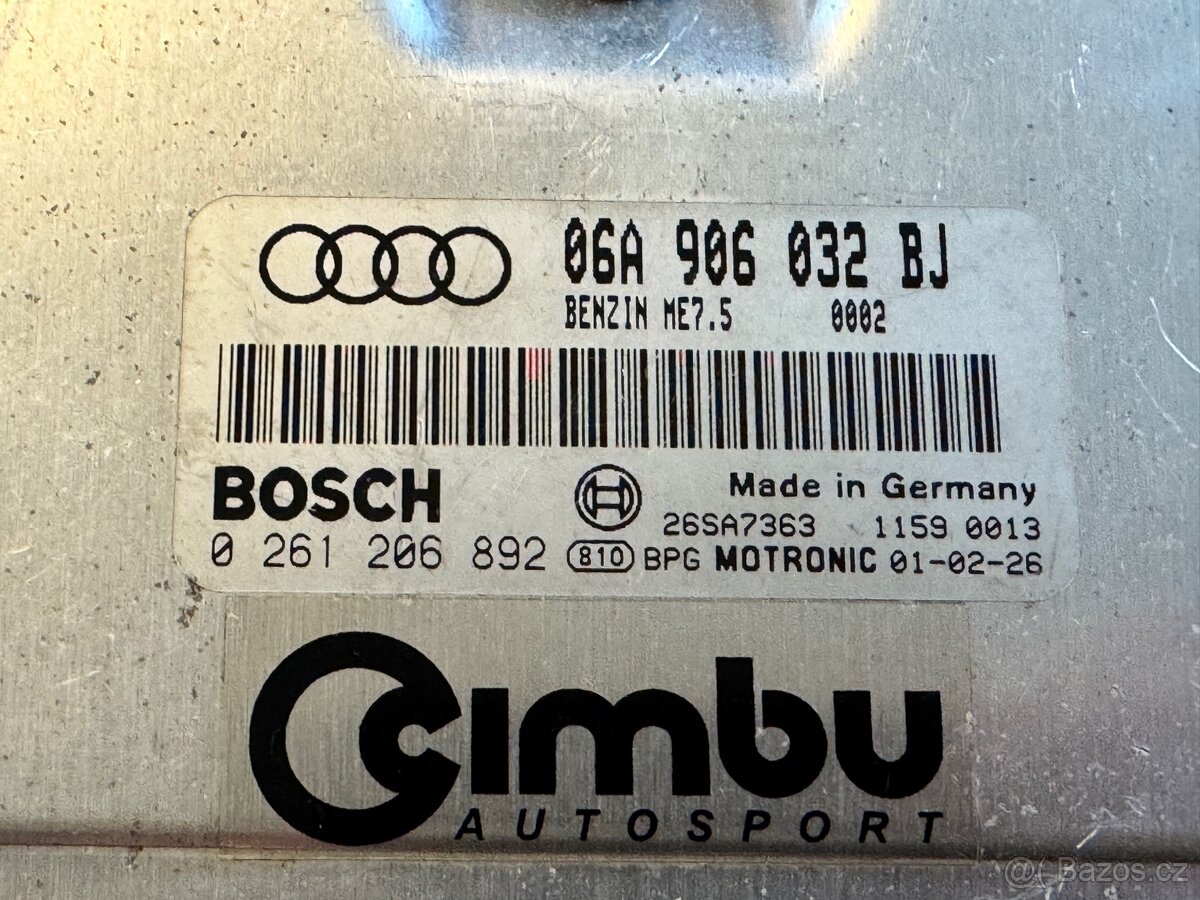 06A 906 032 BJ
BENZIN ME7.5 0002
BOSCH
Made in Germany
26SA7363 1159 0013
0 261 206 892 810 BPG MOTRONIC 01-02-26
cimbu
AUTOSPORT
@( Bazos.cz